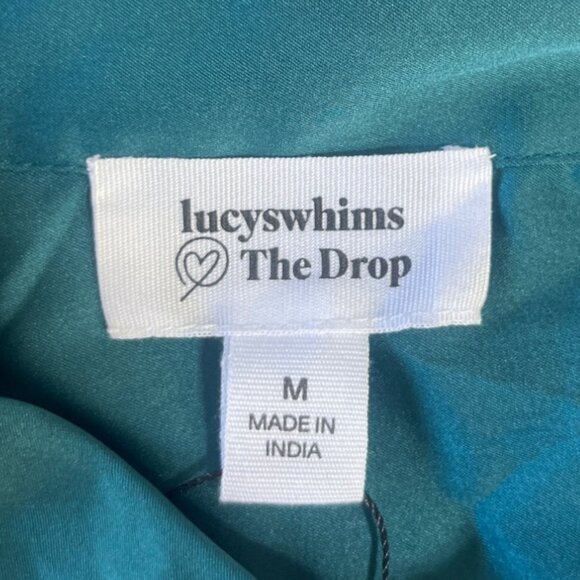 lucyswhims
The Drop
M
MADE IN
INDIA